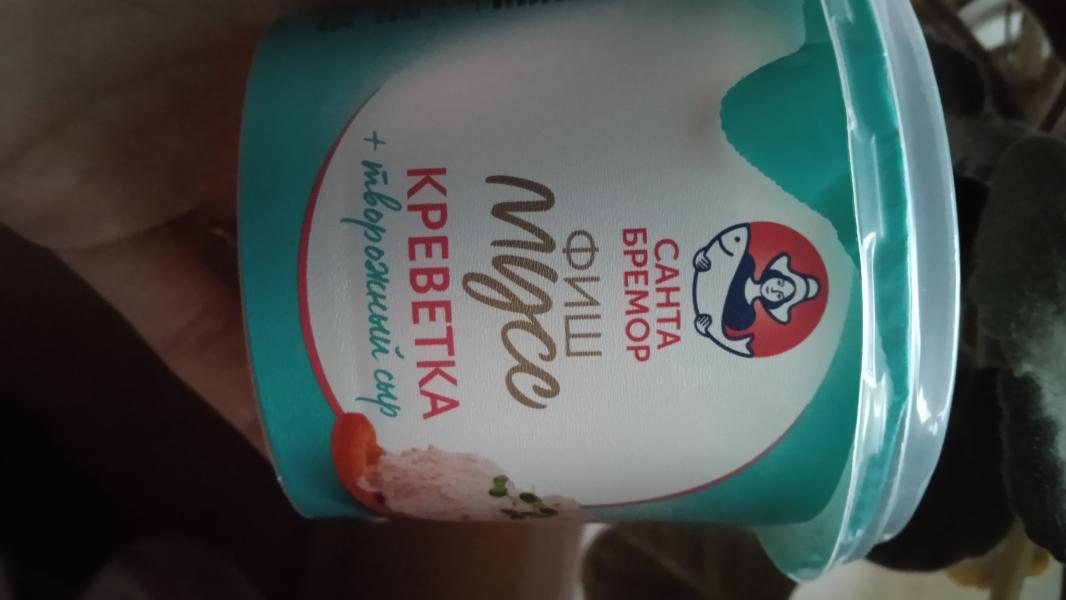 САНТА
БРЕМОР
ФИШ
мусс
КРЕВЕТКА
+ творожный сыр